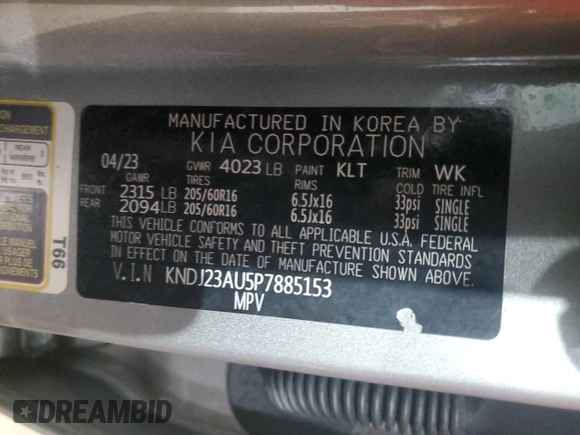 MANUFACTURED IN KOREA BY
KIA CORPORATION
04/23 GVWR 4023 LB PAINT KLT TRIM WK
GAWR TIRES RIMS COLD TIRE INFL
FRONT 2315 LB 205/60R16 6.5Jx16 33psi SINGLE
REAR 2094 LB 205/60R16 6.5Jx16 33psi SINGLE
THIS VEHICLE CONFORMS TO ALL APPLICABLE U.S.A. FEDERAL
MOTOR VEHICLE SAFETY AND THEFT PREVENTION STANDARDS
IN EFFECT ON THE DATE OF MANUFACTURE SHOWN ABOVE.
V.I.N KNDJ23AU5P7885153
MPV
REAR
T66
DREAMBID